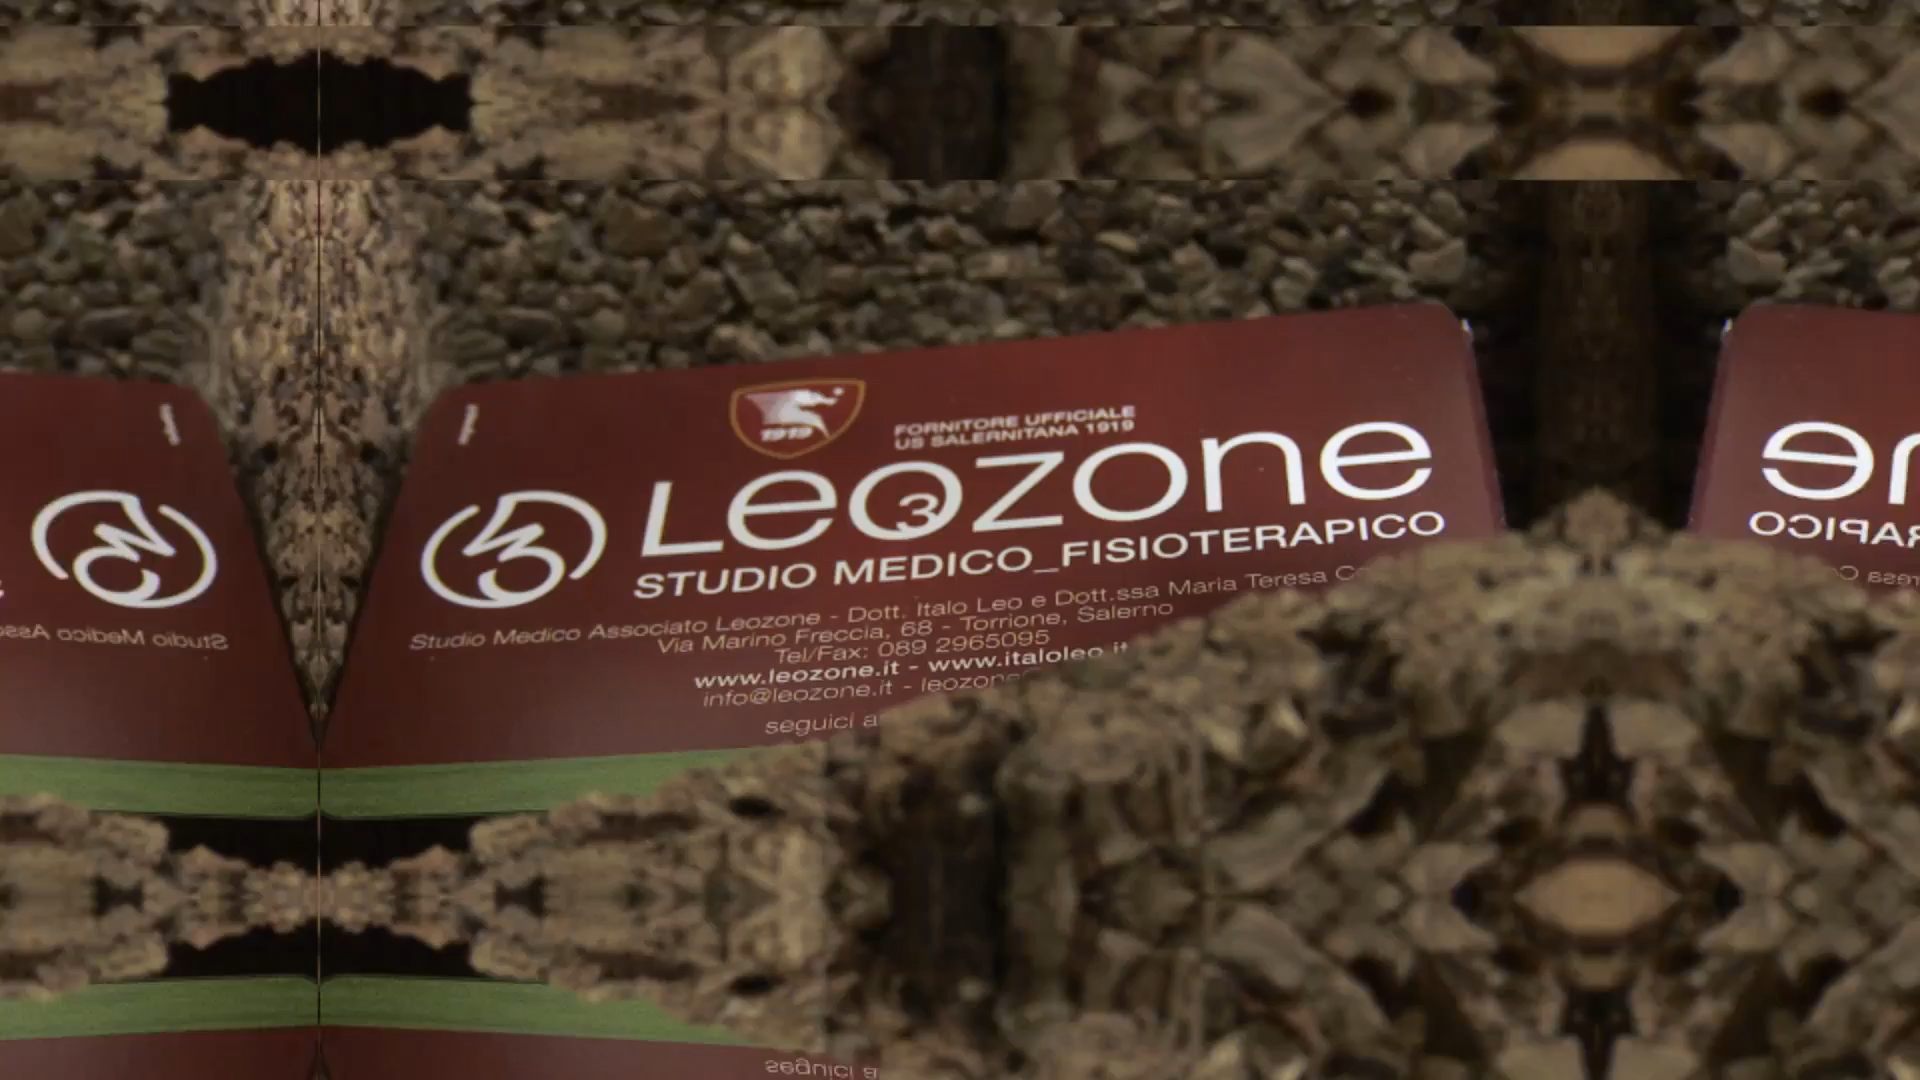 1919
FORNITORE UFFICIALE
US SALERNITANA 1919
Leo3zone
STUDIO MEDICO_FISIOTERAPICO
Studio Medico Associato Leozone - Dott. Italo Leo e Dott.ssa Maria Teresa
Via Marino Freccia, 68 - Torrione, Salerno
Tel/Fax: 089 2965095
www.leozone.it - www.italoleo.it
info@leozone.it -
seguici